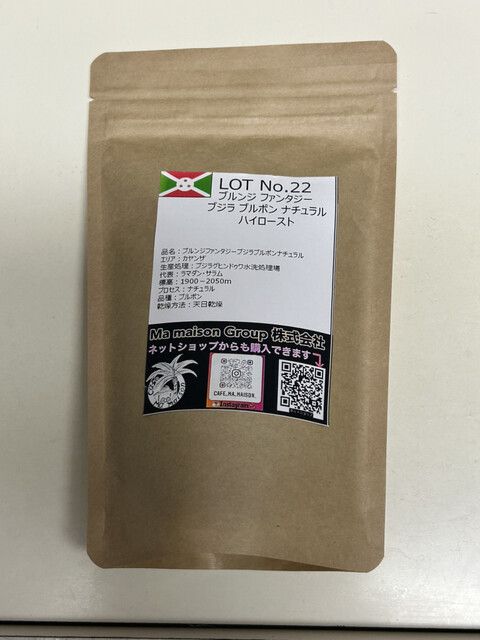 LOT No.22
ブルンジ ファンタジー
ブジラ ブルボン ナチュラル
ハイロースト
品名：ブルンジファンタジーブジラブルボンナチュラル
エリア：カヤンザ
生産処理：ブジラグヒンドゥワ水洗処理場
代表：ラマダン・サラム
標高：1900～2050m
プロセス：ナチュラル
品種：ブルボン
乾燥方法：天日乾燥
Ma maison Group 株式会社
ネットショップからも購入できます
CAFE.MA.MAISON.
Instagram